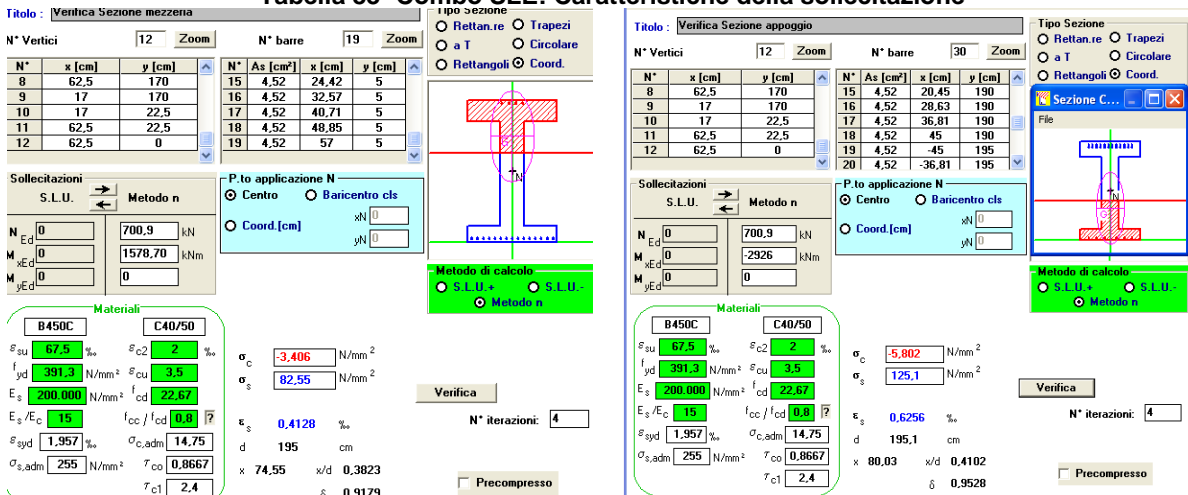 Tabella 35- Combo SLE: Caratteristiche della sollecitazione
Titolo : Verifica Sezione mezzeria
N° Vertici 12 Zoom N° barre 19 Zoom
N° x [cm] y [cm]
8 62,5 170
9 17 170
10 17 22,5
11 62,5 22,5
12 62,5 0
N° As [cm²] x [cm] y [cm]
15 4,52 24,42 5
16 4,52 32,57 5
17 4,52 40,71 5
18 4,52 48,85 5
19 4,52 57 5
Tipo Sezione
Rettan.re Trapezi
a T Circolare
Rettangoli Coord.
N
Sollecitazioni
S.L.U. Metodo n
N Ed 0 700,9 kN
M xEd 0 1578,70 kNm
M yEd 0 0
P.to applicazione N
Centro Baricentro cls
Coord.[cm] xN 0
yN 0
Metodo di calcolo
S.L.U.+ S.L.U.-
Metodo n
Materiali
B450C C40/50
εsu 67,5 ‰ εc2 2 ‰
fyd 391,3 N/mm² εcu 3,5
Es 200.000 N/mm² fcd 22,67
Es/Ec 15 fcc / fcd 0,8 ?
εsyd 1,957 ‰ σc,adm 14,75
σs,adm 255 N/mm² τco 0,8667
τc1 2,4
σc -3,406 N/mm²
σs 82,55 N/mm²
εs 0,4128 ‰
d 195 cm
x 74,55 x/d 0,3823
δ 0,9179
Verifica
N° iterazioni: 4
Precompresso
Titolo : Verifica Sezione appoggio
N° Vertici 12 Zoom N° barre 30 Zoom
N° x [cm] y [cm]
8 62,5 170
9 17 170
10 17 22,5
11 62,5 22,5
12 62,5 0
N° As [cm²] x [cm] y [cm]
15 4,52 20,45 190
16 4,52 28,63 190
17 4,52 36,81 190
18 4,52 45 190
19 4,52 -45 195
20 4,52 -36,81 195
Tipo Sezione
Rettan.re Trapezi
a T Circolare
Rettangoli Coord.
Sezione C...
File
N
Sollecitazioni
S.L.U. Metodo n
N Ed 0 700,9 kN
M xEd 0 -2926 kNm
M yEd 0 0
P.to applicazione N
Centro Baricentro cls
Coord.[cm] xN 0
yN 0
Metodo di calcolo
S.L.U.+ S.L.U.-
Metodo n
Materiali
B450C C40/50
εsu 67,5 ‰ εc2 2 ‰
fyd 391,3 N/mm² εcu 3,5
Es 200.000 N/mm² fcd 22,67
Es/Ec 15 fcc / fcd 0,8 ?
εsyd 1,957 ‰ σc,adm 14,75
σs,adm 255 N/mm² τco 0,8667
τc1 2,4
σc -5,802 N/mm²
σs 125,1 N/mm²
εs 0,6256 ‰
d 195,1 cm
x 80,03 x/d 0,4102
δ 0,9528
Verifica
N° iterazioni: 4
Precompresso